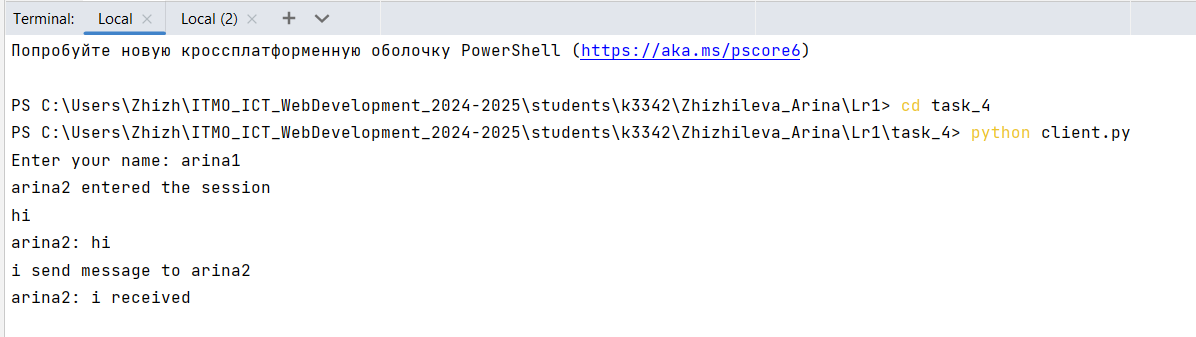 Terminal: Local × Local (2) × +
Попробуйте новую кроссплатформенную оболочку PowerShell (https://aka.ms/pscore6)
PS C:\Users\Zhizh\ITMO_ICT_WebDevelopment_2024-2025\students\k3342\Zhizhileva_Arina\Lr1> cd task_4
PS C:\Users\Zhizh\ITMO_ICT_WebDevelopment_2024-2025\students\k3342\Zhizhileva_Arina\Lr1\task_4> python client.py
Enter your name: arina1
arina2 entered the session
hi
arina2: hi
i send message to arina2
arina2: i received